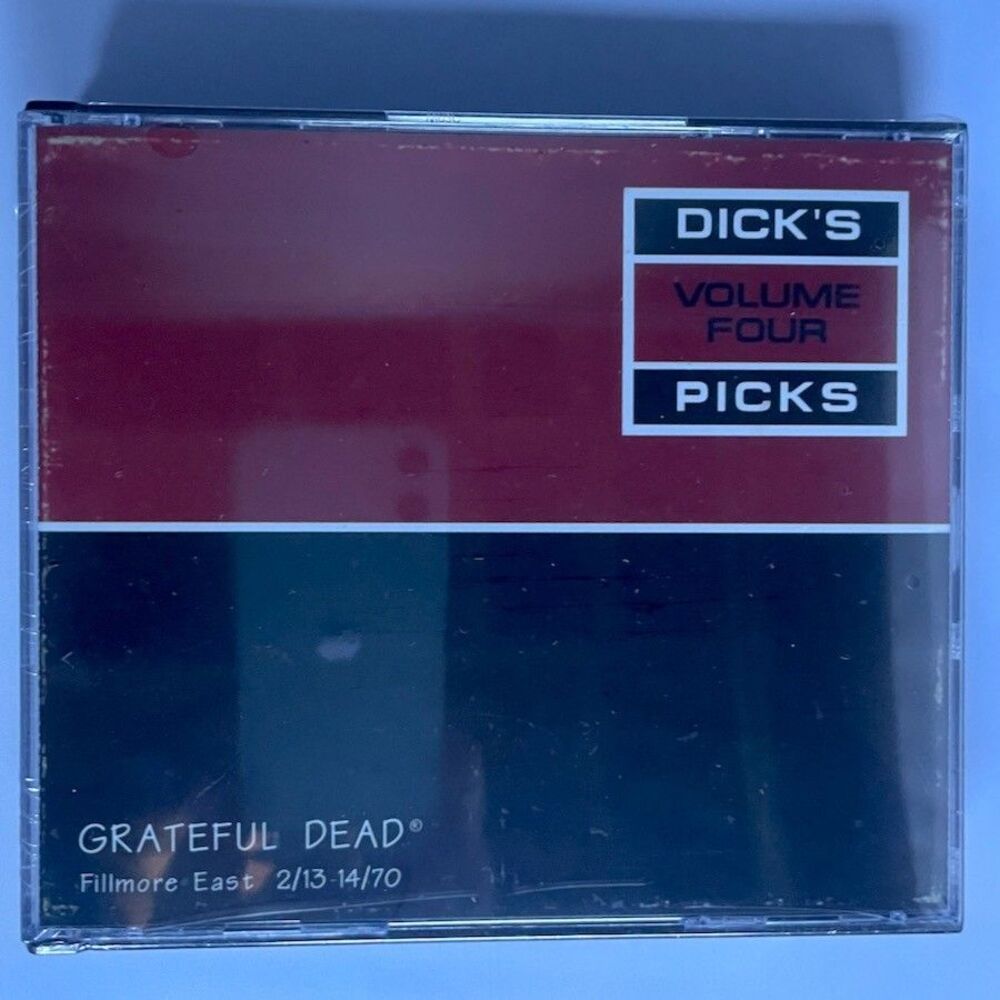 DICK'S
VOLUME
FOUR
PICKS
GRATEFUL DEAD®
Fillmore East 2/13-14/70